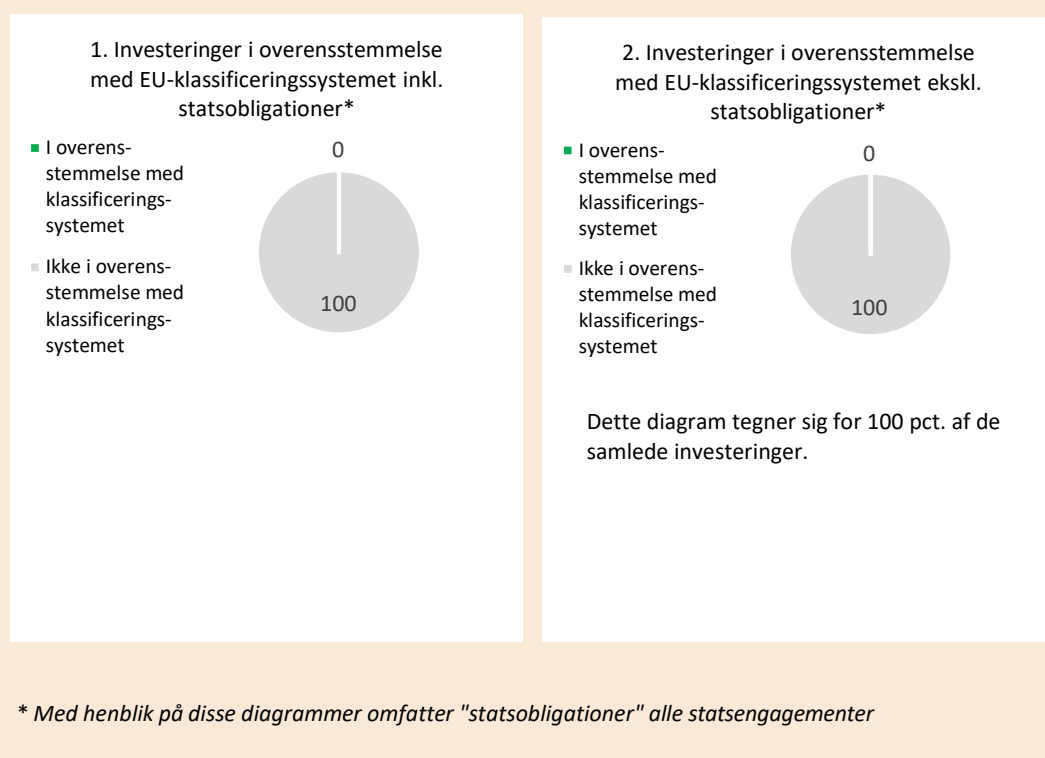 1. Investeringer i overensstemmelse
med EU-klassificeringssystemet inkl.
statsobligationer*
I overens-
stemmelse med
klassificerings-
systemet
Ikke i overens-
stemmelse med
klassificerings-
systemet
0
100
2. Investeringer i overensstemmelse
med EU-klassificeringssystemet ekskl.
statsobligationer*
I overens-
stemmelse med
klassificerings-
systemet
Ikke i overens-
stemmelse med
klassificerings-
systemet
0
100
Dette diagram tegner sig for 100 pct. af de
samlede investeringer.
* Med henblik på disse diagrammer omfatter "statsobligationer" alle statsengagementer